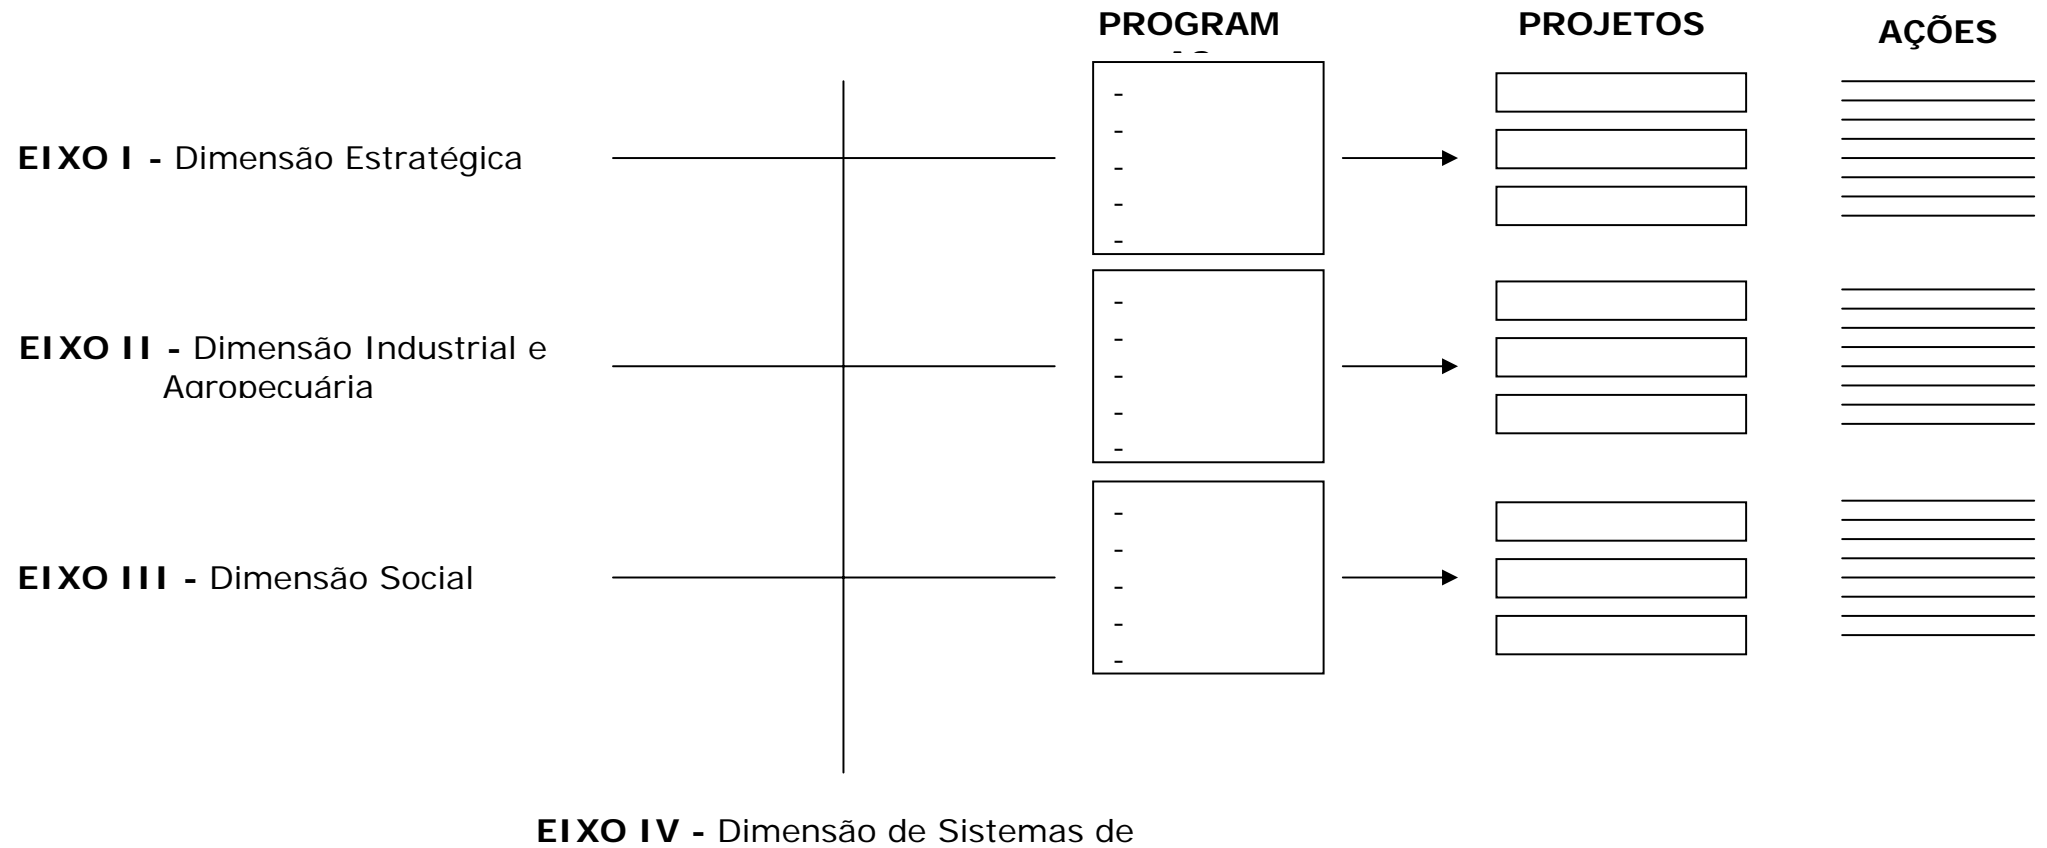 PROGRAM
PROJETOS
AÇÕES
-
-
-
-
-
EIXO I - Dimensão Estratégica
-
-
-
-
-
EIXO II - Dimensão Industrial e
Agropecuária
-
-
-
-
-
EIXO III - Dimensão Social
EIXO IV - Dimensão de Sistemas de